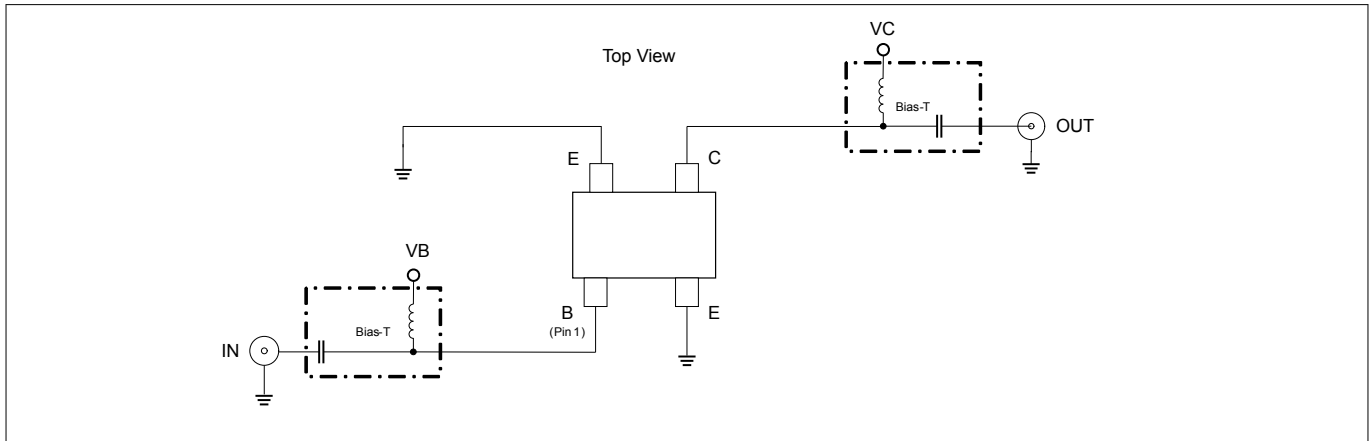 VC
Top View
Bias-T
OUT
E
C
VB
B
E
(Pin 1)
Bias-T
IN